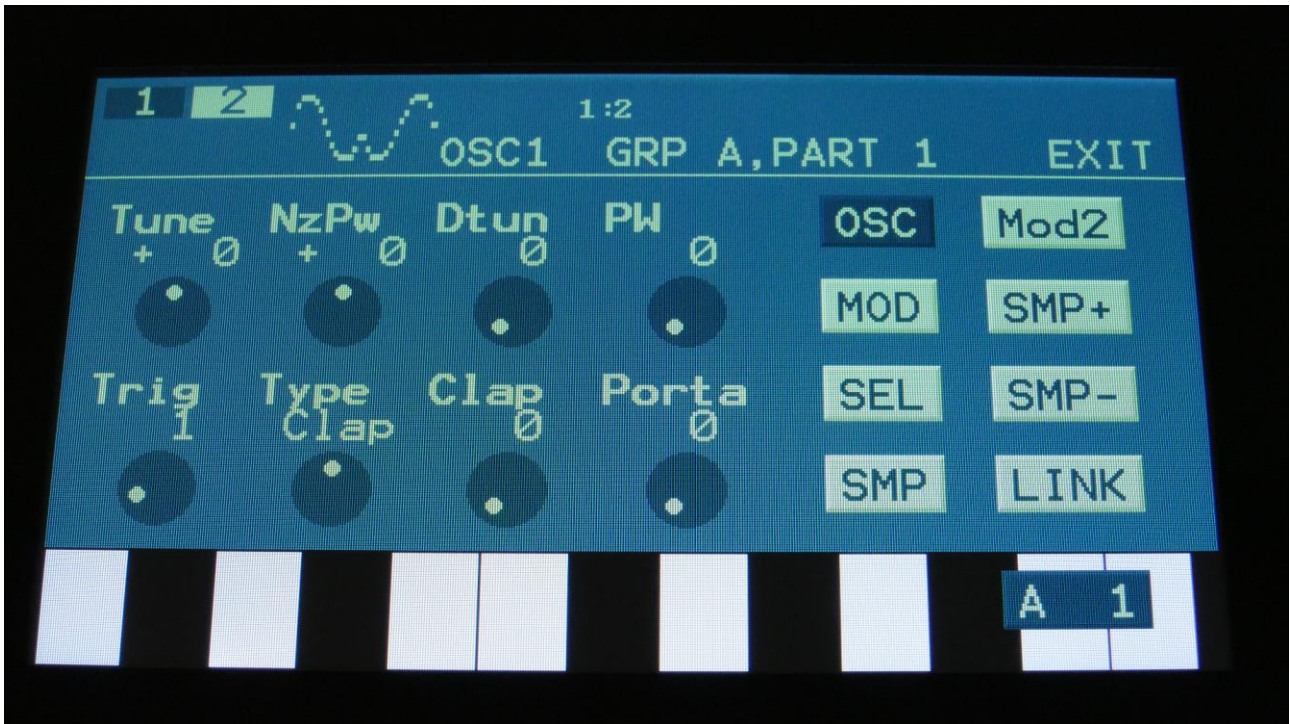 1 2 1:2
OSC1 GRP A,PART 1 EXIT
Tune NzPw Dtun PW OSC Mod2
+ 0 + 0 0 0
MOD SMP+
Trig Type Clap Porta SEL SMP-
1 Clap 0 0
SMP LINK
A 1